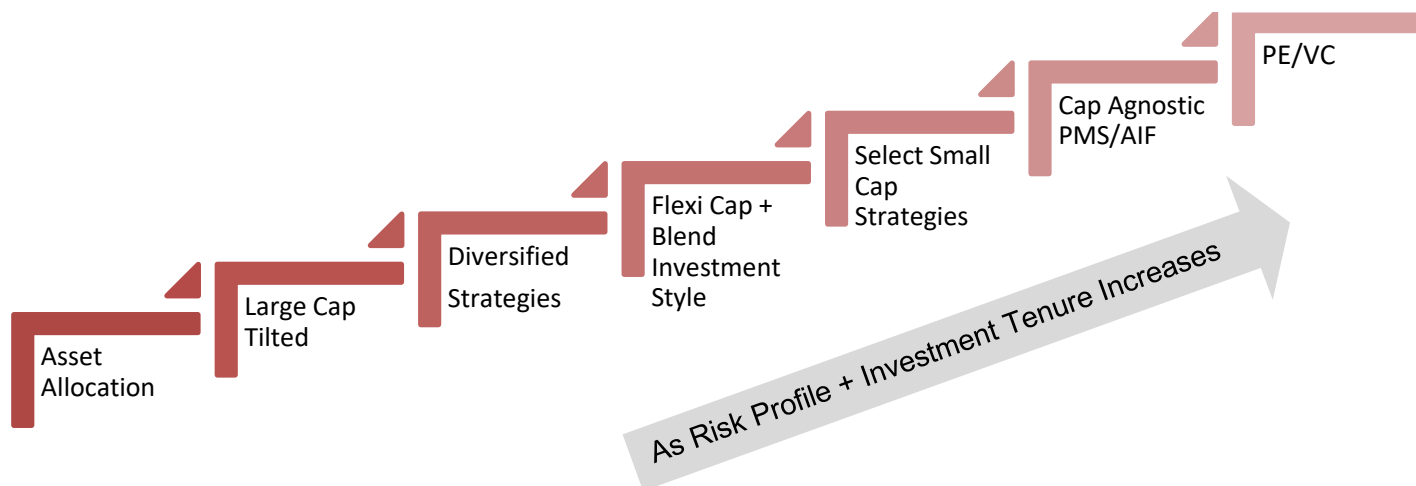 Asset
Allocation
Large Cap
Tilted
Diversified
Strategies
Flexi Cap +
Blend
Investment
Style
Select Small
Cap
Strategies
Cap Agnostic
PMS/AIF
PE/VC
As Risk Profile + Investment Tenure Increases